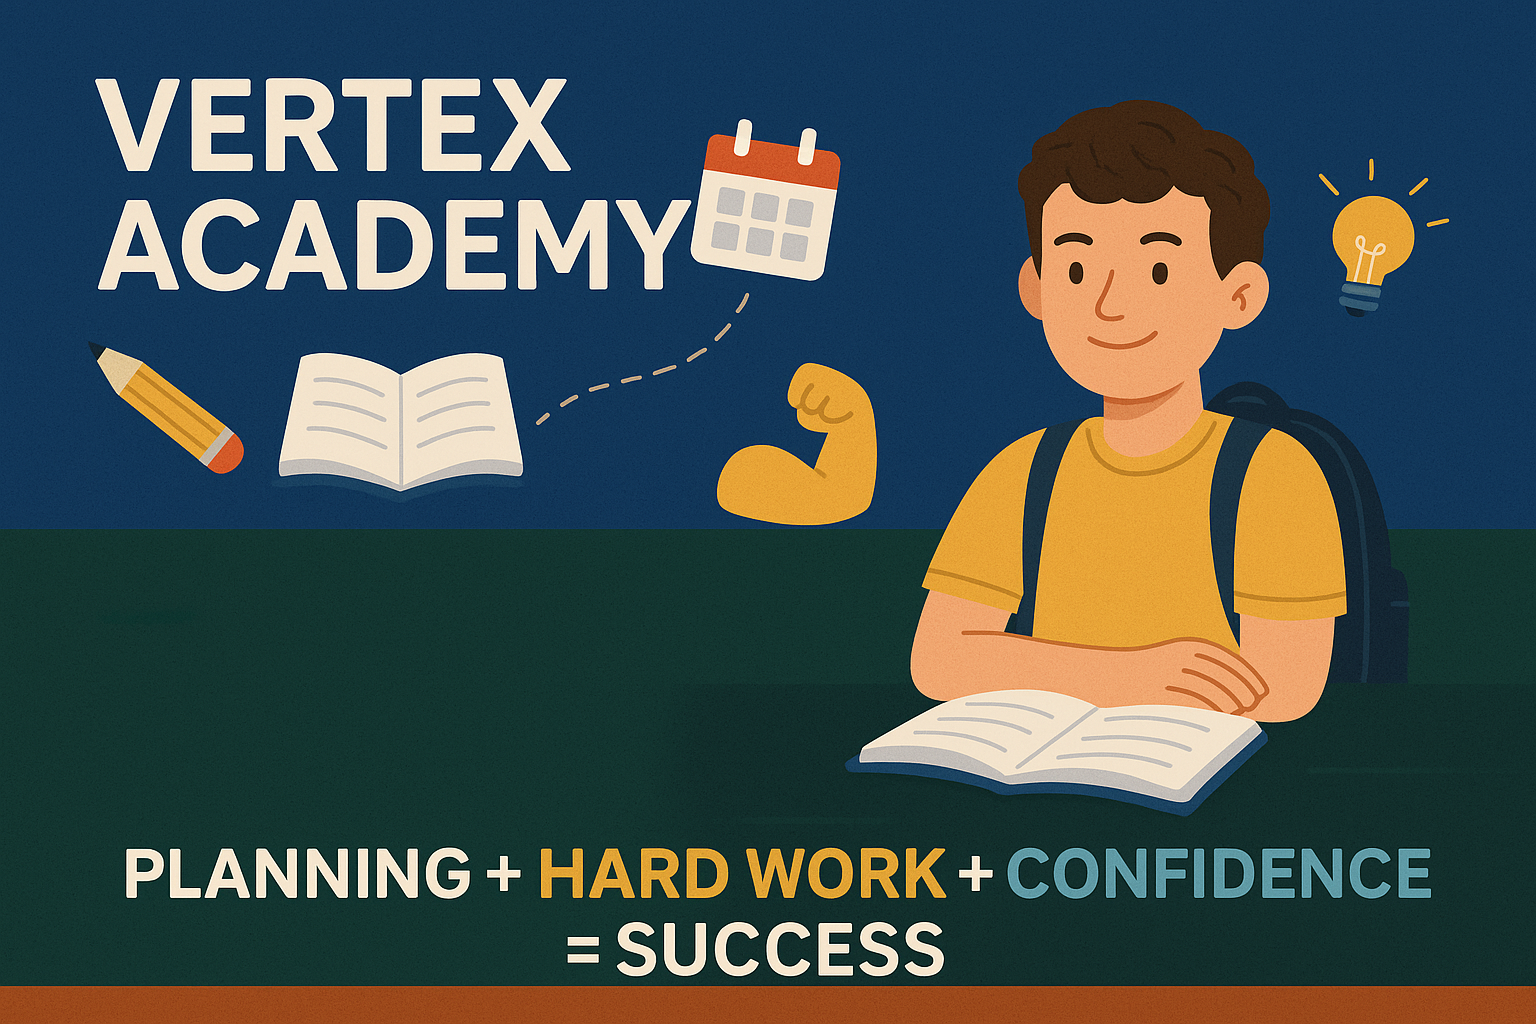 VERTEX
ACADEMY
PLANNING + HARD WORK + CONFIDENCE
= SUCCESS